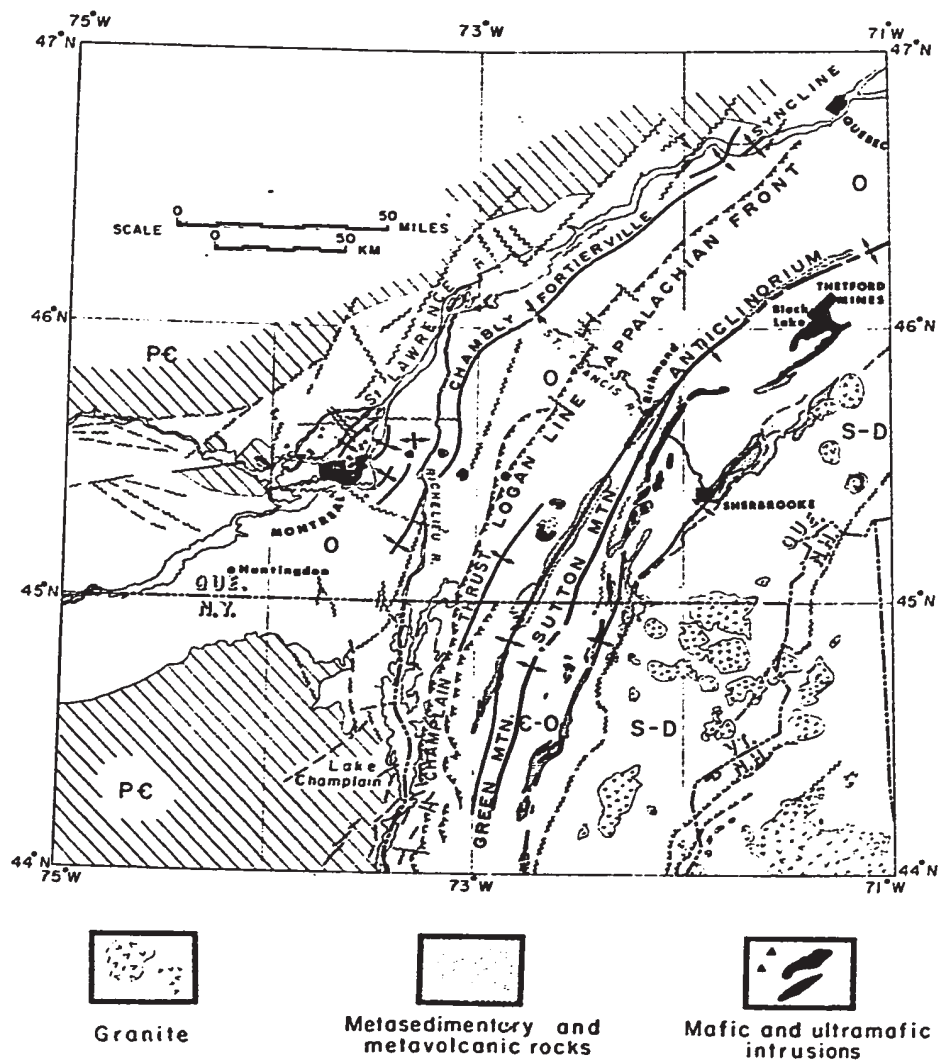 75°W
73°W
71°W
47°N
47°N
SYNCLINE
QUEBEC
O
0 50
SCALE MILES
0 50
KM
FORTIERVILLE
APPALACHIAN FRONT
ANTICLINORIUM
THETFORD
MINES
Black
Lake
46°N
46°N
ST. LAWRENCE R.
CHAMBLY
ST. FRANCIS R.
Richmond
P€
O
LOGAN LINE
S-D
SHERBROOKE
MONTREAL
RICHELIEU R.
MTN.
O
THRUST
SUTTON
QUE.
N.H.
Huntingdon
QUE.
45°N
N.Y.
45°N
CHAMPLAIN
€-O
S-D
Lake
Champlain
GREEN MTN.
VT.
N.H.
P€
44°N
44°N
75°W
73°W
71°W
Granite
Metasedimentory and
metavolcanic rocks
Mafic and ultramafic
intrusions